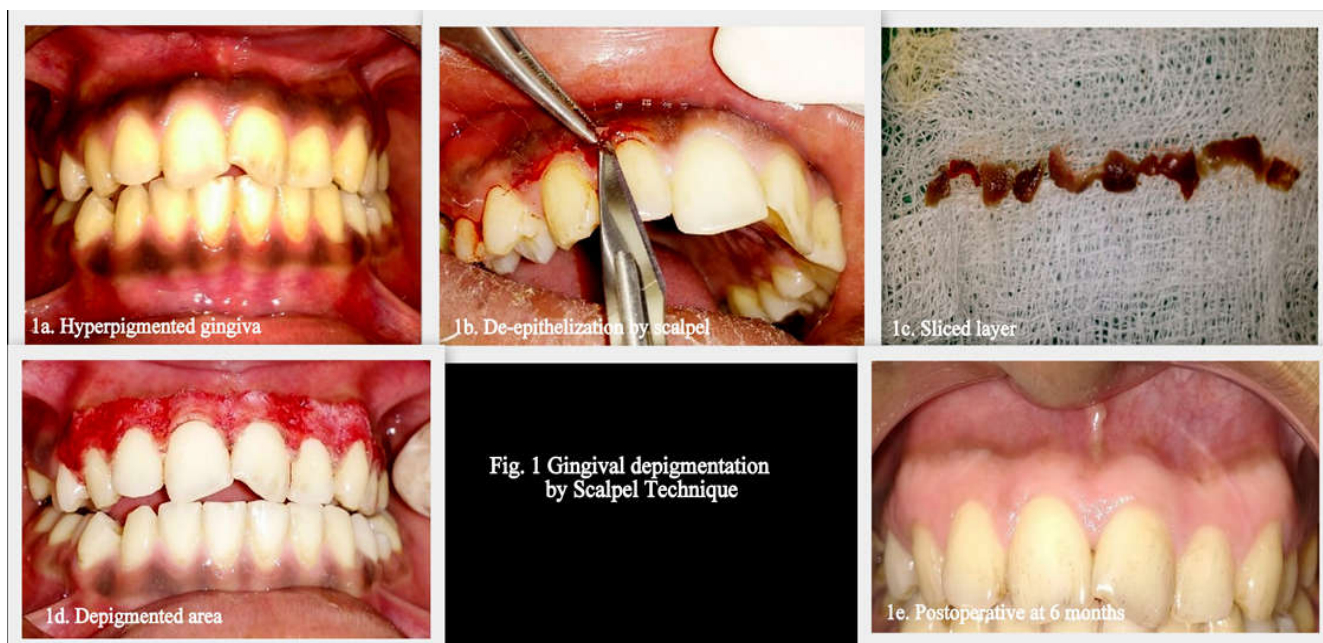 1a. Hyperpigmented gingiva
1b. De-epithelization by scalpel
1c. Sliced layer
1d. Depigmented area
Fig. 1 Gingival depigmentation
by Scalpel Technique
1e. Postoperative at 6 months